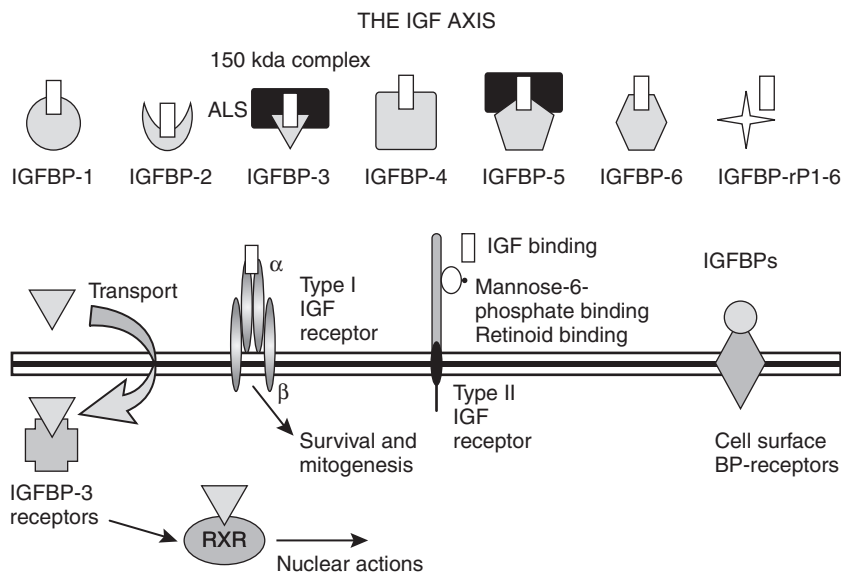 THE IGF AXIS
150 kda complex
ALS
IGFBP-1
IGFBP-2
IGFBP-3
IGFBP-4
IGFBP-5
IGFBP-6
IGFBP-rP1-6
Transport
α
Type I
IGF
receptor
β
Survival and
mitogenesis
IGF binding
Mannose-6-
phosphate binding
Retinoid binding
Type II
IGF
receptor
IGFBPs
Cell surface
BP-receptors
IGFBP-3
receptors
RXR
Nuclear actions